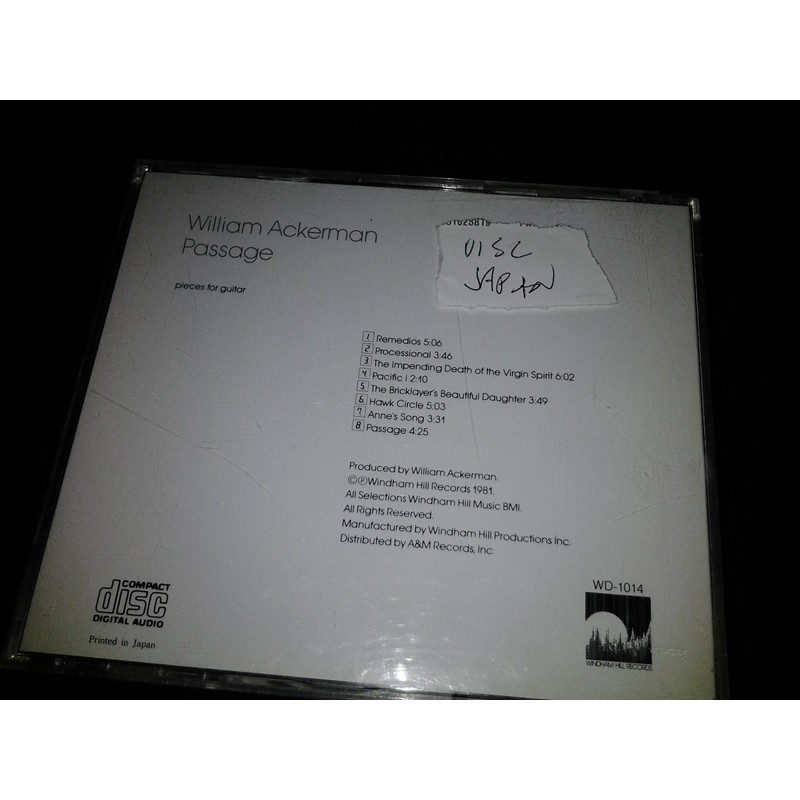 William Ackerman
Passage
pieces for guitar
DISC
JAPAN
1 Remedios 5:06
2 Processional 3:46
3 The Impending Death of the Virgin Spirit 6:02
4 Pacific I 2:10
5 The Bricklayer's Beautiful Daughter 3:49
6 Hawk Circle 5:03
7 Anne's Song 3:31
8 Passage 4:25
Produced by William Ackerman.
©℗Windham Hill Records 1981.
All Selections Windham Hill Music BMI.
All Rights Reserved.
Manufactured by Windham Hill Productions Inc.
Distributed by A&M Records, Inc.
COMPACT
disc
DIGITAL AUDIO
Printed in Japan
WD-1014
WINDHAM HILL RECORDS